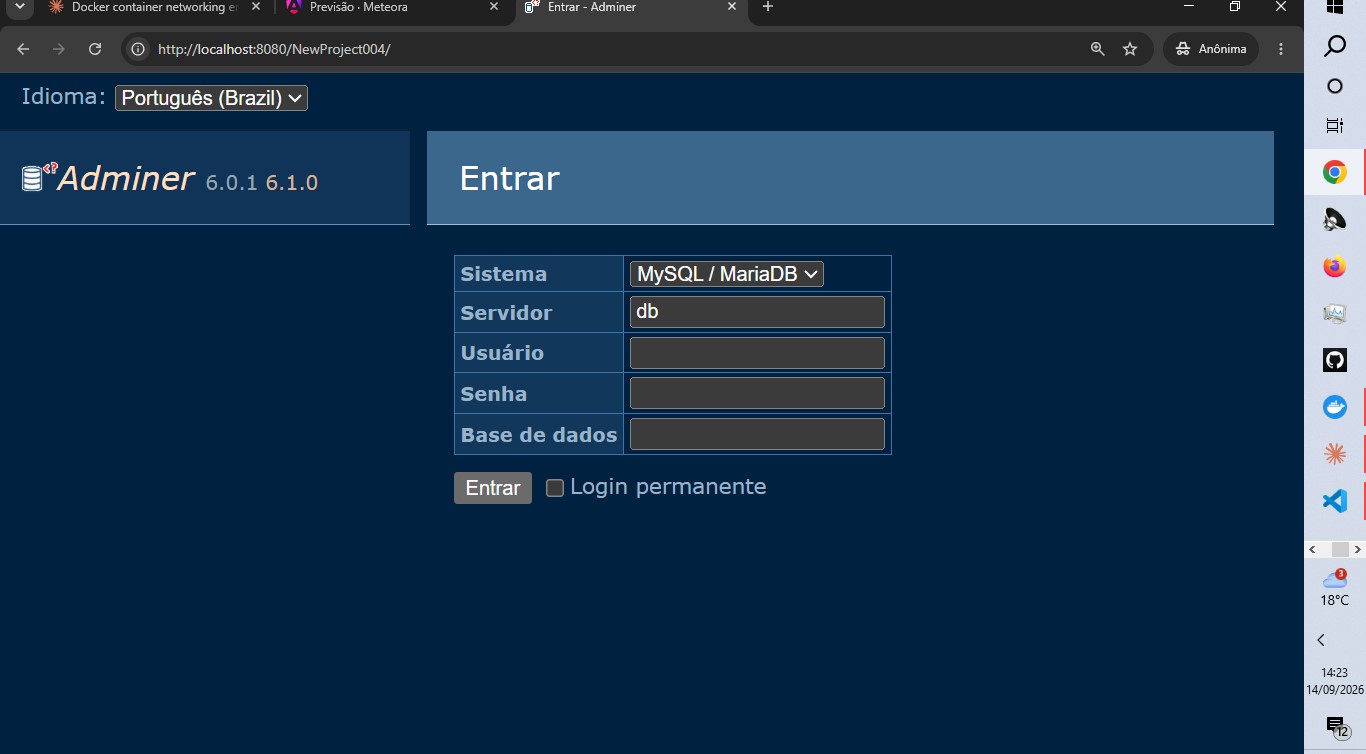 Docker container networking er
Previsão · Meteora
Entrar - Adminer
http://localhost:8080/NewProject004/
Anônima
Idioma: Português (Brazil)
Adminer 6.0.1 6.1.0
Entrar
Sistema MySQL / MariaDB
Servidor db
Usuário
Senha
Base de dados
Entrar Login permanente
3
18°C
14:23
14/09/2026
12